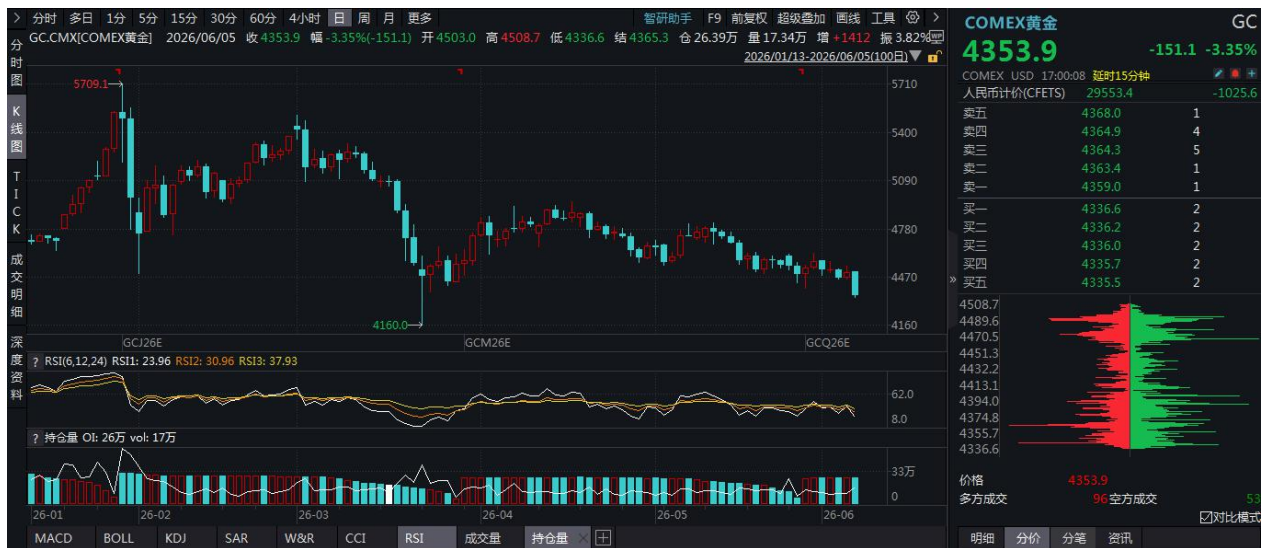 分时 多日 1分 5分 15分 30分 60分 4小时 日 周 月 更多 智研助手 F9 前复权 超级叠加 画线 工具
GC.CMX[COMEX黄金] 2026/06/05 收4353.9 幅-3.35%(-151.1) 开4503.0 高4508.7 低4336.6 结4365.3 仓26.39万 量17.34万 增+1412 振3.82%
2026/01/13-2026/06/05(100日)
分时图
K线图
TICK
成交明细
深度资料
5709.1
4160.0
5710
5400
5090
4780
4470
4160
GCJ26E GCM26E GCQ26E
? RSI(6,12,24) RSI1: 23.96 RSI2: 30.96 RSI3: 37.93
62.0
8.0
? 持仓量 OI: 26万 vol: 17万
33万
0
26-01 26-02 26-03 26-04 26-05 26-06
MACD BOLL KDJ SAR W&R CCI RSI 成交量 持仓量
COMEX黄金 GC
4353.9 -151.1 -3.35%
COMEX USD 17:00:08 延时15分钟
人民币计价(CFETS) 29553.4 -1025.6
卖五 4368.0 1
卖四 4364.9 4
卖三 4364.3 5
卖二 4363.4 1
卖一 4359.0 1
买一 4336.6 2
买二 4336.2 2
买三 4336.0 2
买四 4335.7 2
买五 4335.5 2
4508.7
4489.6
4470.5
4451.3
4432.2
4413.1
4394.0
4374.8
4355.7
4336.6
价格 4353.9
多方成交 96 空方成交 53
对比模式
明细 分价 分笔 资讯